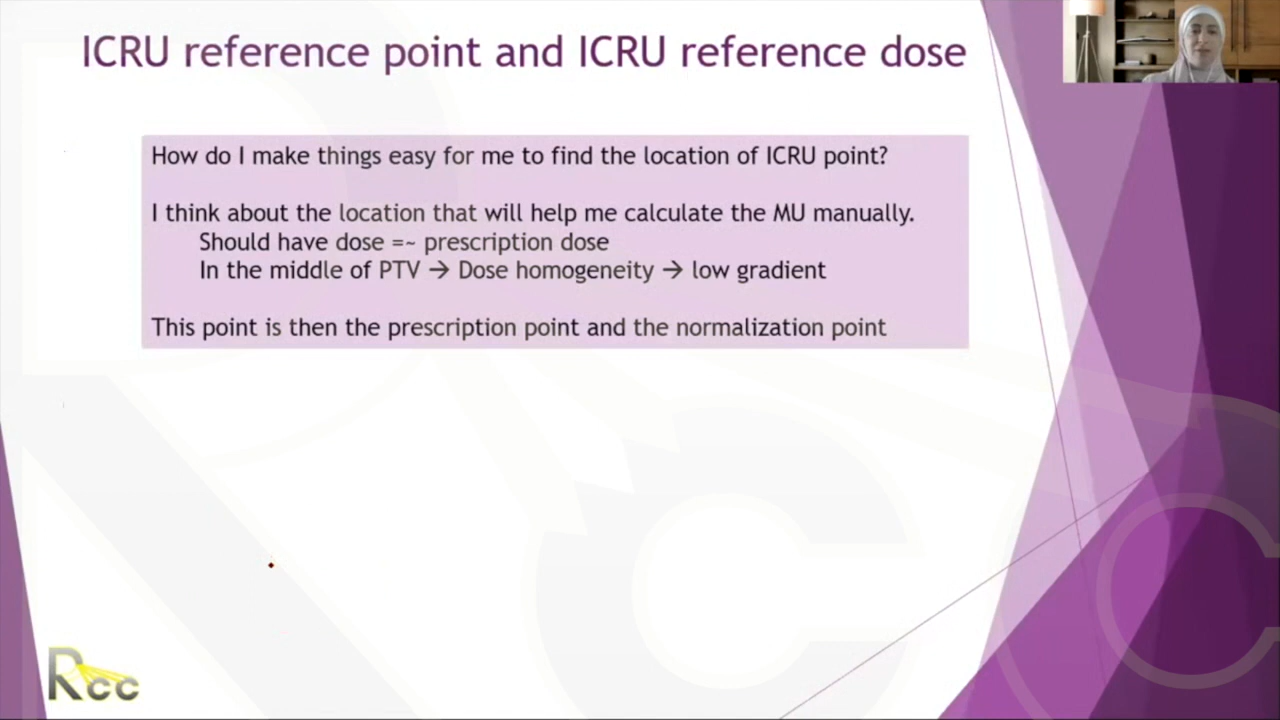 ICRU reference point and ICRU reference dose
How do I make things easy for me to find the location of ICRU point?
I think about the location that will help me calculate the MU manually.
Should have dose =~ prescription dose
In the middle of PTV → Dose homogeneity → low gradient
This point is then the prescription point and the normalization point
Rcc